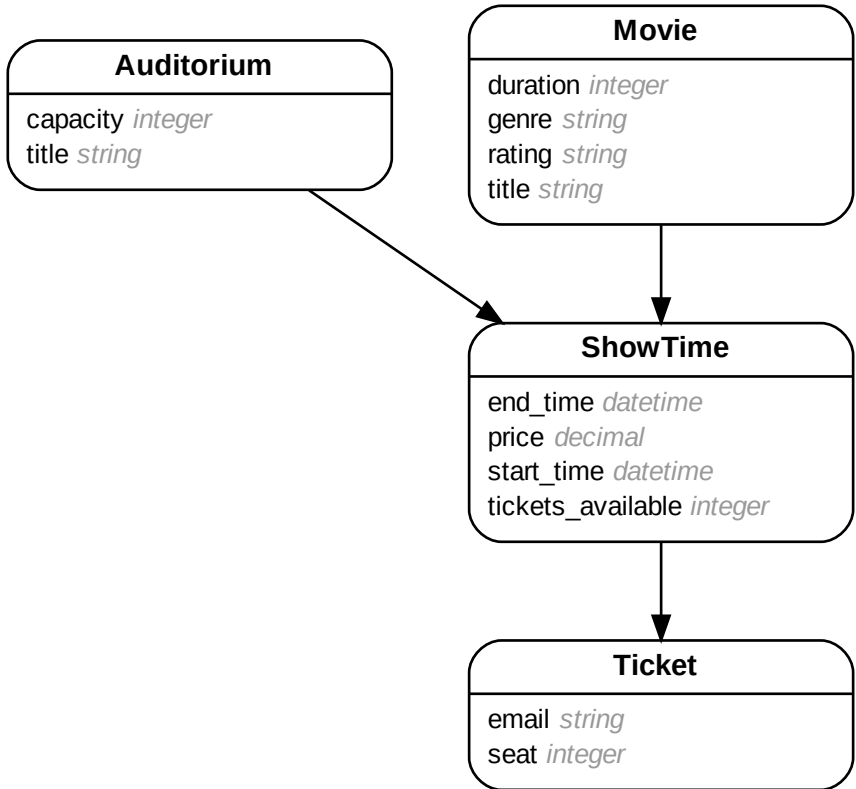 Auditorium
capacity integer
title string
Movie
duration integer
genre string
rating string
title string
ShowTime
end_time datetime
price decimal
start_time datetime
tickets_available integer
Ticket
email string
seat integer